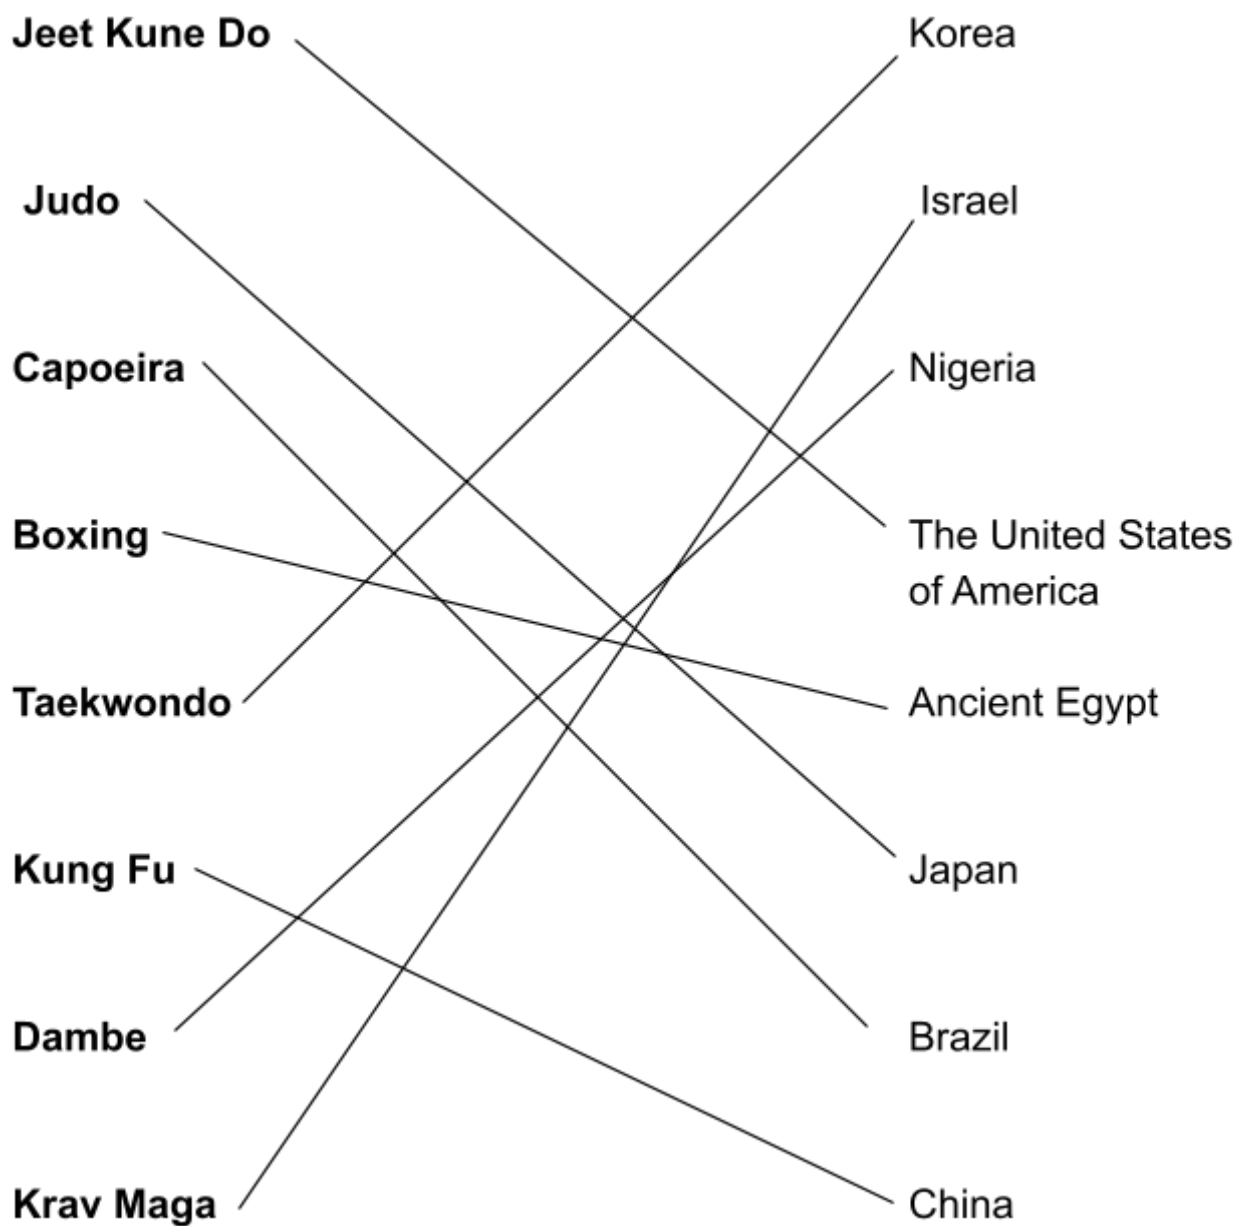 Jeet Kune Do
Korea
Judo
Israel
Capoeira
Nigeria
Boxing
The United States
of America
Taekwondo
Ancient Egypt
Kung Fu
Japan
Dambe
Brazil
Krav Maga
China